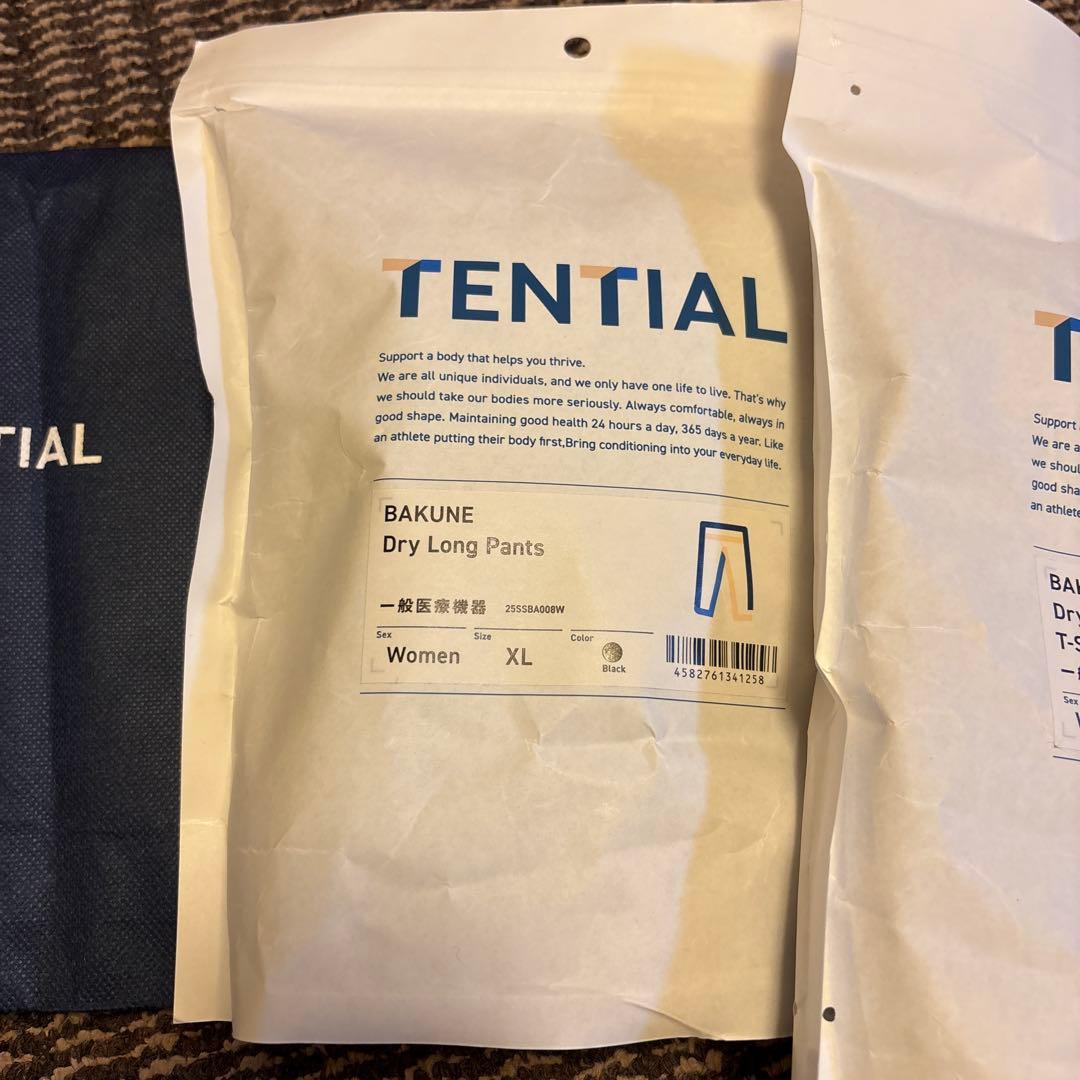 TIAL
TENTIAL
Support a body that helps you thrive.
We are all unique individuals, and we only have one life to live. That's why
we should take our bodies more seriously. Always comfortable, always in
good shape. Maintaining good health 24 hours a day, 365 days a year. Like
an athlete putting their body first,Bring conditioning into your everyday life.
BAKUNE
Dry Long Pants
一般医療機器 25SSBA008W
Sex Size Color
Women XL Black
4582761341258
T
Support
We are a
we shoul
good sha
an athlete
BAK
Dry
T-S
Sex